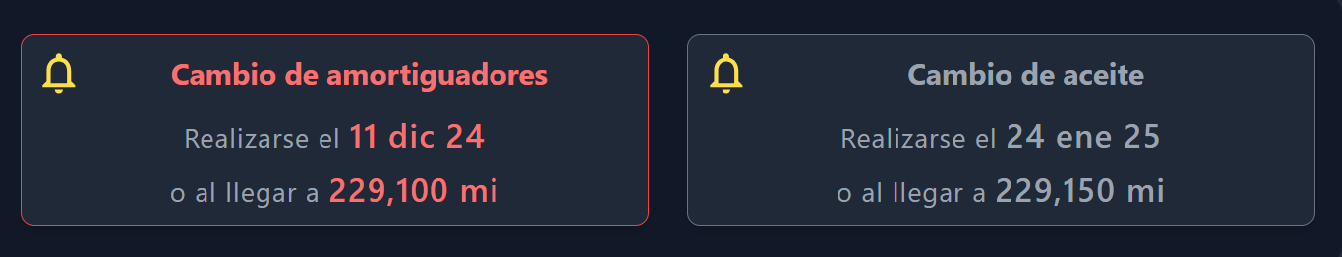 Cambio de amortiguadores
Realizarse el 11 dic 24
o al llegar a 229,100 mi
Cambio de aceite
Realizarse el 24 ene 25
o al llegar a 229,150 mi